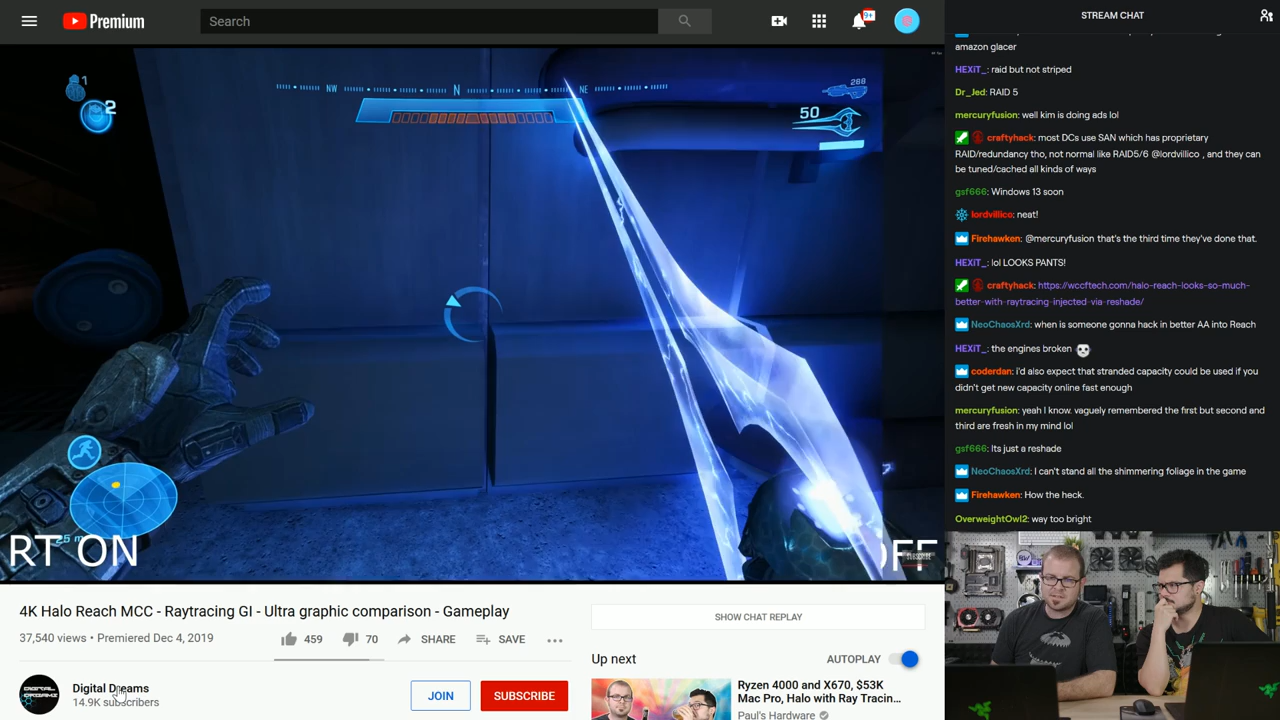 Premium
Search
9+
STREAM CHAT
amazon glacer
HEXiT_: raid but not striped
Dr_Jed: RAID 5
mercuryfusion: well kim is doing ads lol
craftyhack: most DCs use SAN which has proprietary
RAID/redundancy tho, not normal like RAID5/6 @lordvillico , and they can
be tuned/cached all kinds of ways
gsf666: Windows 13 soon
lordvillico: neat!
Firehawken: @mercuryfusion that's the third time they've done that.
HEXiT_: lol LOOKS PANTS!
craftyhack: https://wccftech.com/halo-reach-looks-so-much-
better-with-raytracing-injected-via-reshade/
NeoChaosXrd: when is someone gonna hack in better AA into Reach
HEXiT_: the engines broken
coderdan: i'd also expect that stranded capacity could be used if you
didn't get new capacity online fast enough
mercuryfusion: yeah I know. vaguely remembered the first but second and
third are fresh in my mind lol
gsf666: Its just a reshade
NeoChaosXrd: I can't stand all the shimmering foliage in the game
Firehawken: How the heck.
OverweightOwl2: way too bright
1
2
NW N NE
288
50
25 m
RT ON
OFF
SUBSCRIBE
4K Halo Reach MCC - Raytracing GI - Ultra graphic comparison - Gameplay
37,540 views • Premiered Dec 4, 2019
459
70
SHARE
SAVE
SHOW CHAT REPLAY
Up next
AUTOPLAY
Digital Dreams
14.9K subscribers
JOIN
SUBSCRIBE
Ryzen 4000 and X670, $53K
Mac Pro, Halo with Ray Tracin...
Paul's Hardware